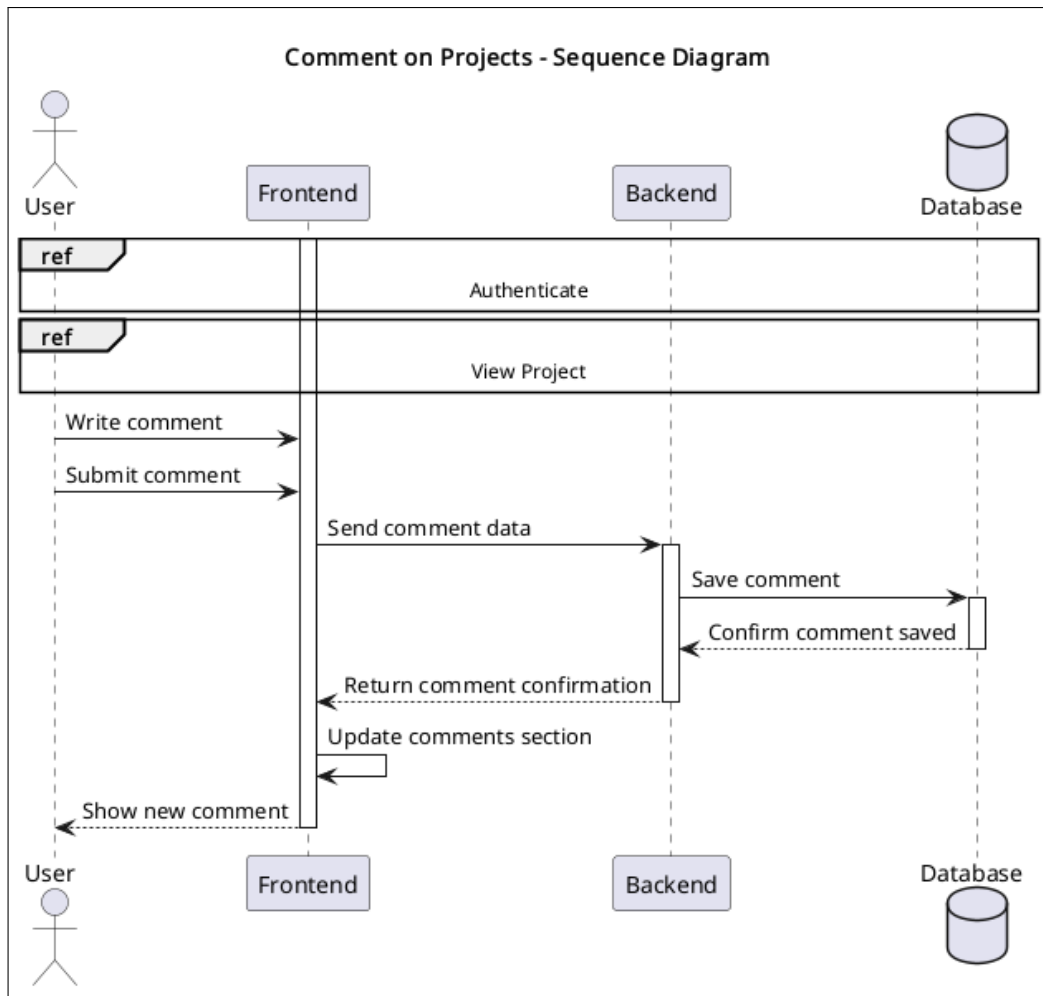 Comment on Projects - Sequence Diagram
User
Frontend
Backend
Database
ref
Authenticate
ref
View Project
Write comment
Submit comment
Send comment data
Save comment
Confirm comment saved
Return comment confirmation
Update comments section
Show new comment
User
Frontend
Backend
Database